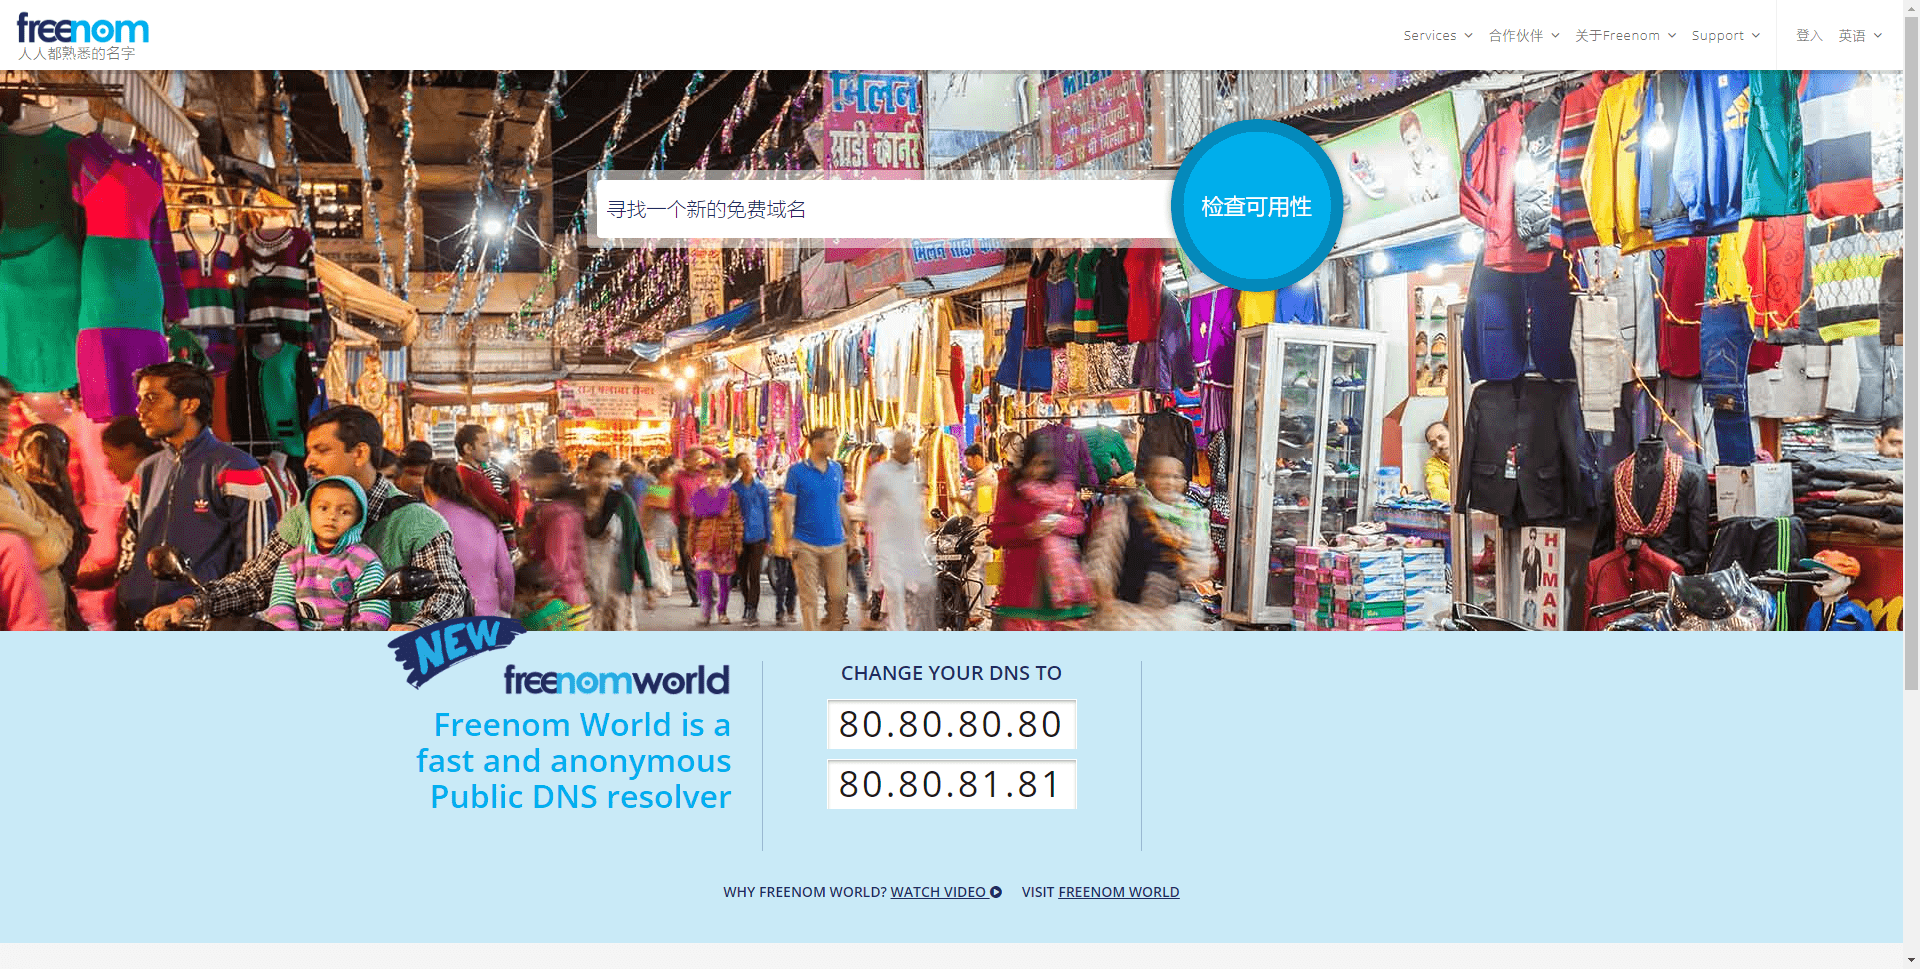 freenom
人人都熟悉的名字
Services 合作伙伴 关于Freenom Support 登入 英语
मिलन
साडी कार्नर
寻找一个新的免费域名
检查可用性
HIMAN
NEW
freenomworld
Freenom World is a
fast and anonymous
Public DNS resolver
CHANGE YOUR DNS TO
80.80.80.80
80.80.81.81
WHY FREENOM WORLD? WATCH VIDEO VISIT FREENOM WORLD